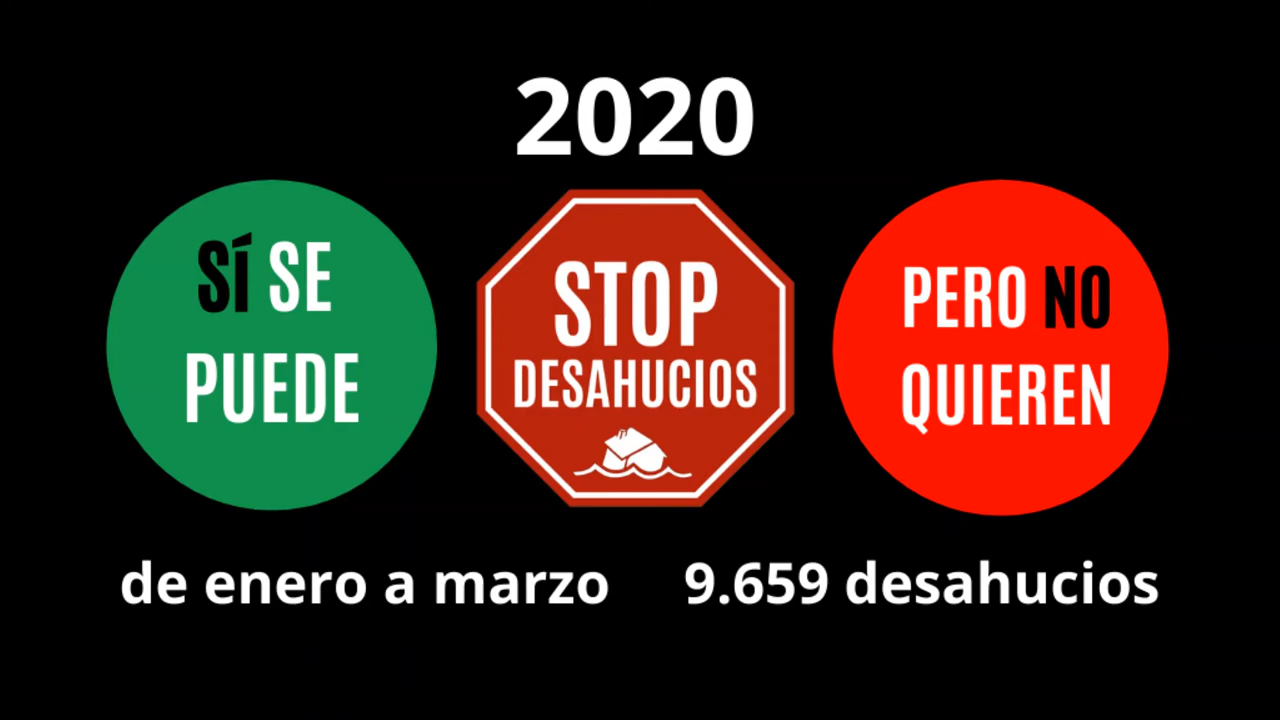 2020
SÍ SE
PUEDE
STOP
DESAHUCIOS
PERO NO
QUIEREN
de enero a marzo
9.659 desahucios